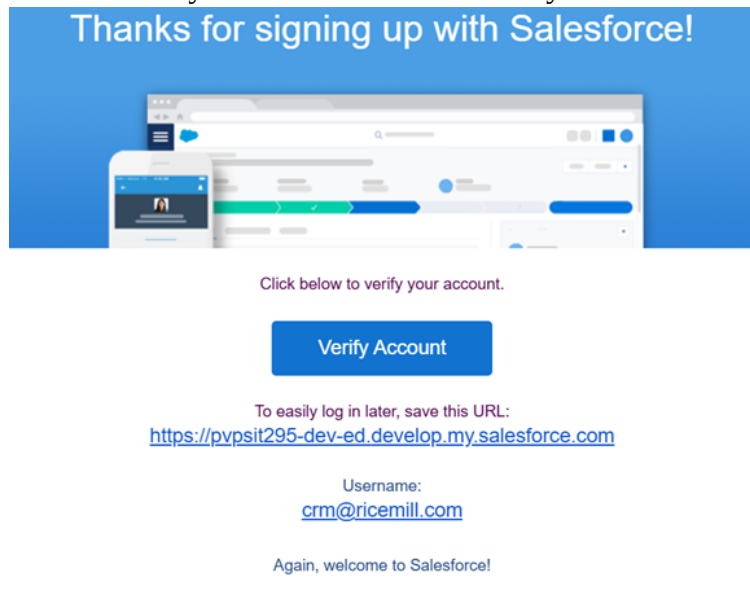 Thanks for signing up with Salesforce!
Click below to verify your account.
Verify Account
To easily log in later, save this URL:
https://pvpsit295-dev-ed.develop.my.salesforce.com
Username:
crm@ricemill.com
Again, welcome to Salesforce!